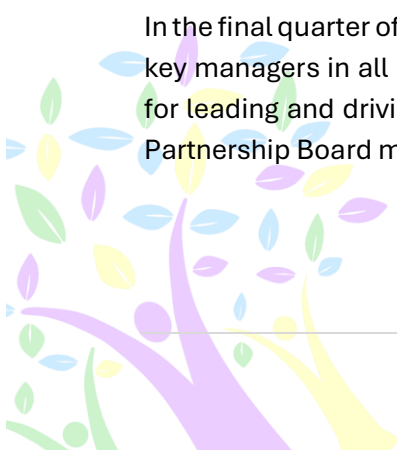 In the final quarter of
key managers in all
for leading and drivi
Partnership Board m